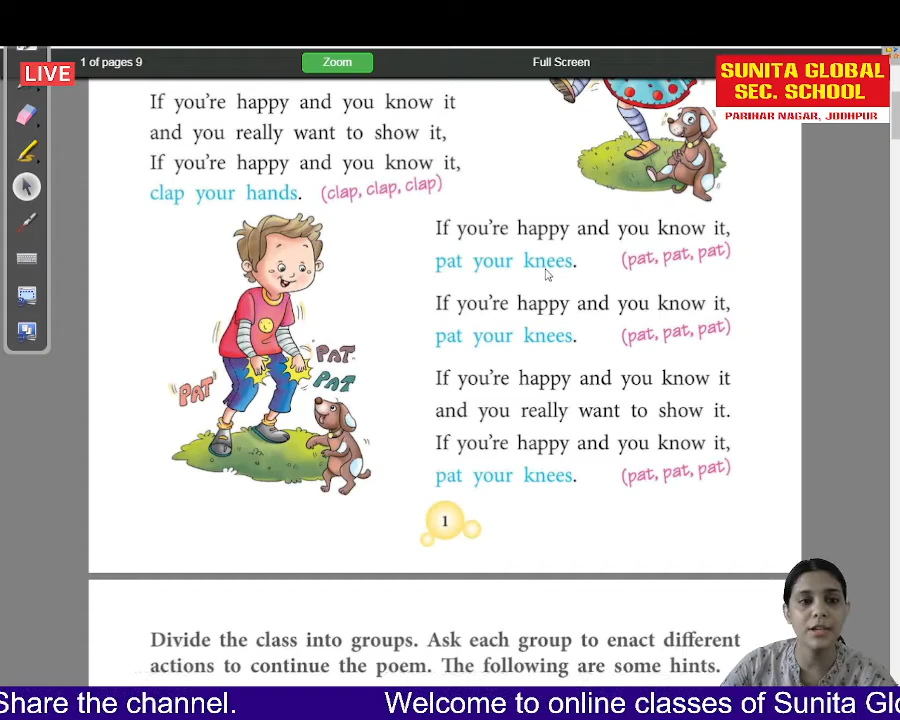 1 of pages 9
Zoom
Full Screen
LIVE
SUNITA GLOBAL
SEC. SCHOOL
PARIHAR NAGAR, JODHPUR
If you're happy and you know it
and you really want to show it,
If you're happy and you know it,
clap your hands. (clap, clap, clap)
If you're happy and you know it,
pat your knees. (pat, pat, pat)
If you're happy and you know it,
pat your knees. (pat, pat, pat)
If you're happy and you know it
and you really want to show it.
If you're happy and you know it,
pat your knees. (pat, pat, pat)
"PAT"
PAT
PAT
1
Divide the class into groups. Ask each group to enact different
actions to continue the poem. The following are some hints.
Share the channel. Welcome to online classes of Sunita Glo